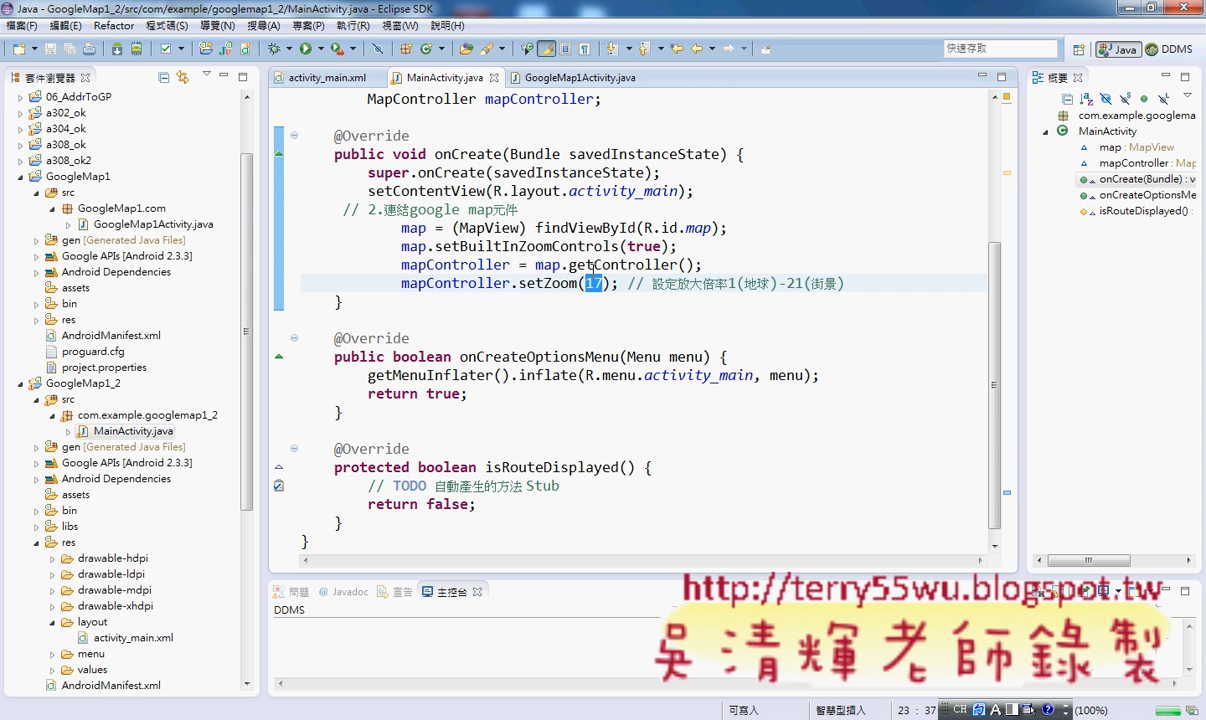 Java - GoogleMap1_2/src/com/example/googlemap1_2/MainActivity.java - Eclipse SDK
檔案(F) 編輯(E) Refactor 程式碼(S) 導覽(N) 搜尋(A) 專案(P) 執行(R) 視窗(W) 說明(H)
快速存取
Java DDMS
套件瀏覽器
06_AddrToGP
a302_ok
a304_ok
a308_ok
a308_ok2
GoogleMap1
src
GoogleMap1.com
GoogleMap1Activity.java
gen [Generated Java Files]
Google APIs [Android 2.3.3]
Android Dependencies
assets
bin
res
AndroidManifest.xml
proguard.cfg
project.properties
GoogleMap1_2
src
com.example.googlemap1_2
MainActivity.java
gen [Generated Java Files]
Google APIs [Android 2.3.3]
Android Dependencies
assets
bin
libs
res
drawable-hdpi
drawable-ldpi
drawable-mdpi
drawable-xhdpi
layout
activity_main.xml
menu
values
AndroidManifest.xml
activity_main.xml MainActivity.java GoogleMap1Activity.java
MapController mapController;
@Override
public void onCreate(Bundle savedInstanceState) {
super.onCreate(savedInstanceState);
setContentView(R.layout.activity_main);
// 2.連結google map元件
map = (MapView) findViewById(R.id.map);
map.setBuiltInZoomControls(true);
mapController = map.getController();
mapController.setZoom(17); // 設定放大倍率1(地球)-21(街景)
}
@Override
public boolean onCreateOptionsMenu(Menu menu) {
getMenuInflater().inflate(R.menu.activity_main, menu);
return true;
}
@Override
protected boolean isRouteDisplayed() {
// TODO 自動產生的方法 Stub
return false;
}
}
概要
com.example.googlema
MainActivity
map : MapView
mapController : Map
onCreate(Bundle) : v
onCreateOptionsMe
isRouteDisplayed() :
問題 @ Javadoc 宣告 主控台
DDMS
http://terry55wu.blogspot.tw
吳清輝老師錄製
可寫入 智慧型插入 23 : 37 CH (100%)